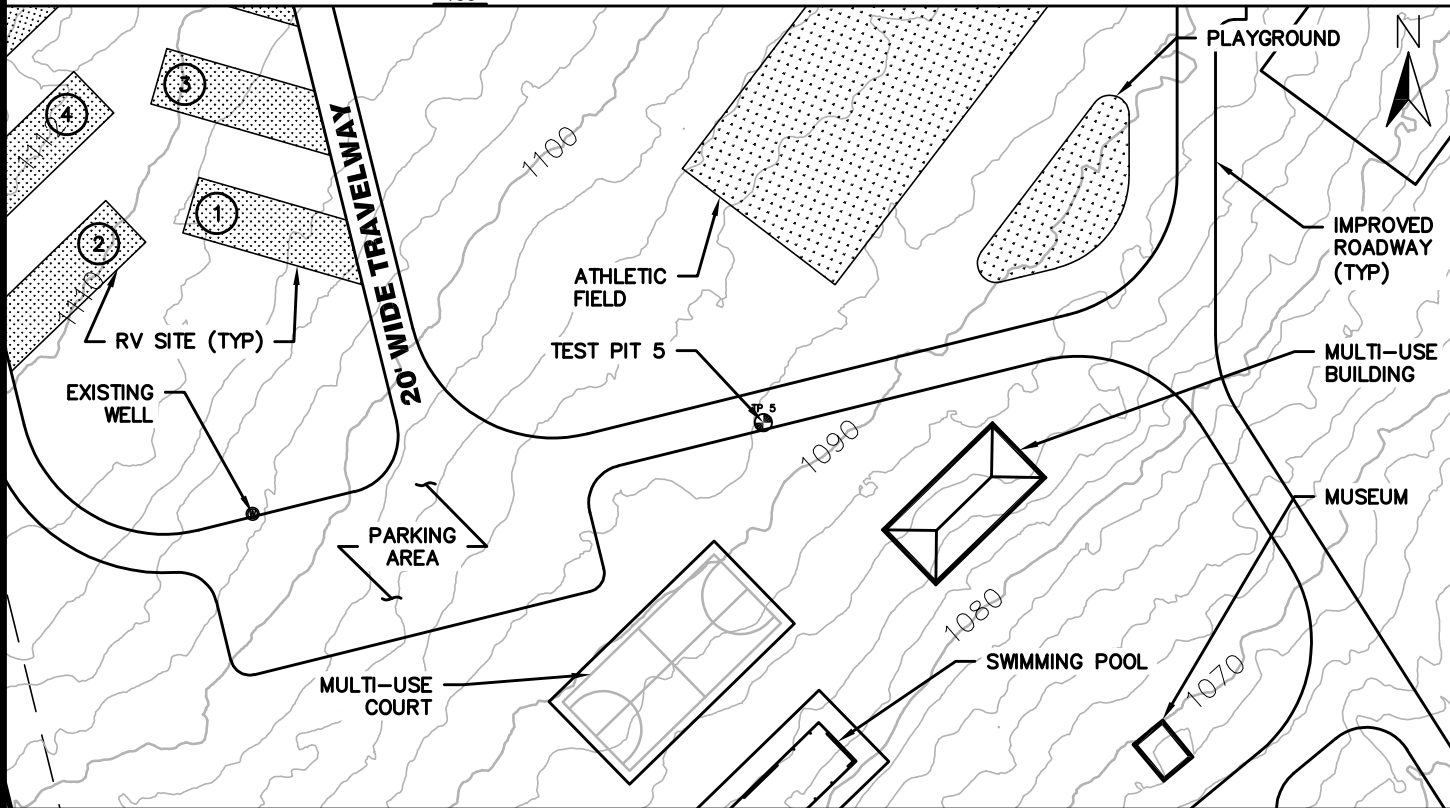 PLAYGROUND
N
3
4
1110
20' WIDE TRAVELWAY
1100
1
2
1110
IMPROVED
ROADWAY
(TYP)
ATHLETIC
FIELD
RV SITE (TYP)
TEST PIT 5
MULTI-USE
BUILDING
EXISTING
WELL
TP 5
1090
MUSEUM
PARKING
AREA
1080
SWIMMING POOL
1070
MULTI-USE
COURT